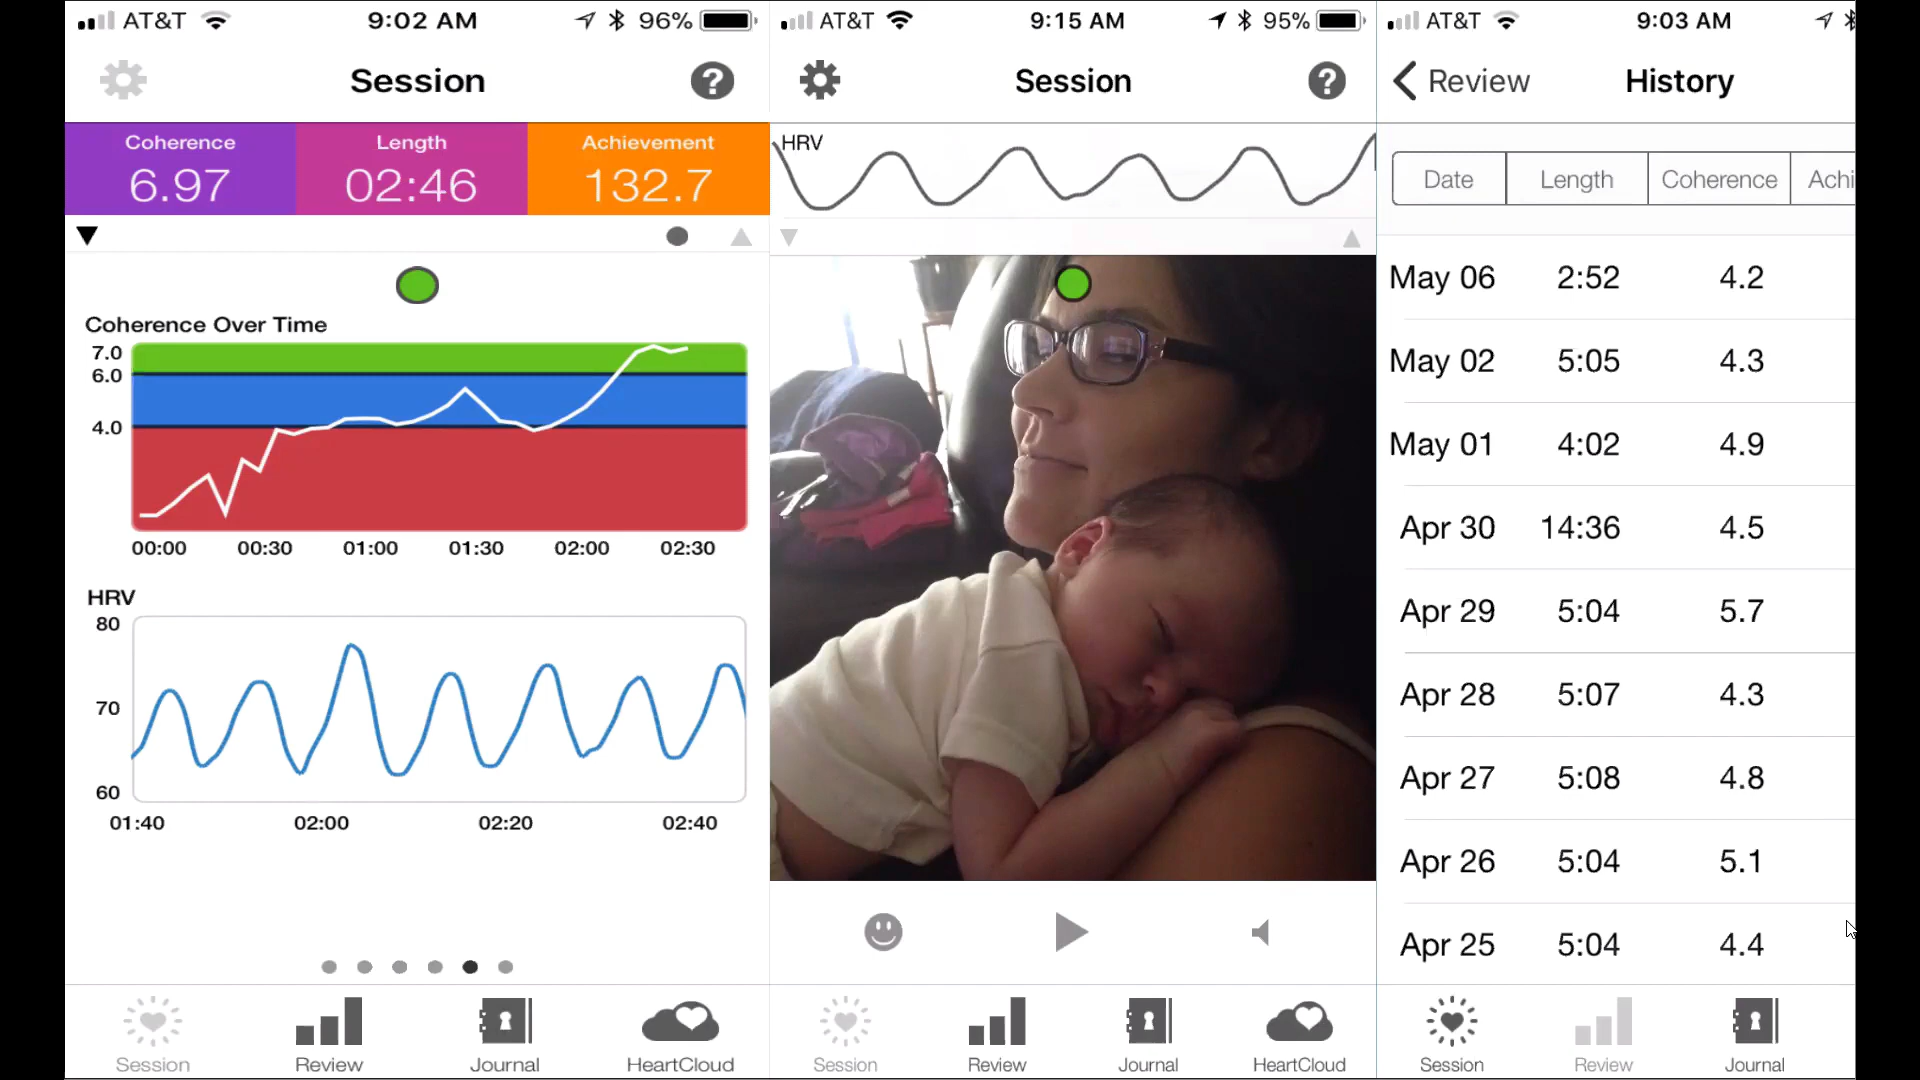 AT&T 9:02 AM 96%
Session
?
Coherence Length Achievement
6.97 02:46 132.7
Coherence Over Time
7.0
6.0
4.0
00:00 00:30 01:00 01:30 02:00 02:30
HRV
80
70
60
01:40 02:00 02:20 02:40
Session Review Journal HeartCloud
AT&T 9:15 AM 95%
Session
?
HRV
Session Review Journal HeartCloud
AT&T 9:03 AM
Review History
Date Length Coherence Achi
May 06 2:52 4.2
May 02 5:05 4.3
May 01 4:02 4.9
Apr 30 14:36 4.5
Apr 29 5:04 5.7
Apr 28 5:07 4.3
Apr 27 5:08 4.8
Apr 26 5:04 5.1
Apr 25 5:04 4.4
Session Review Journal